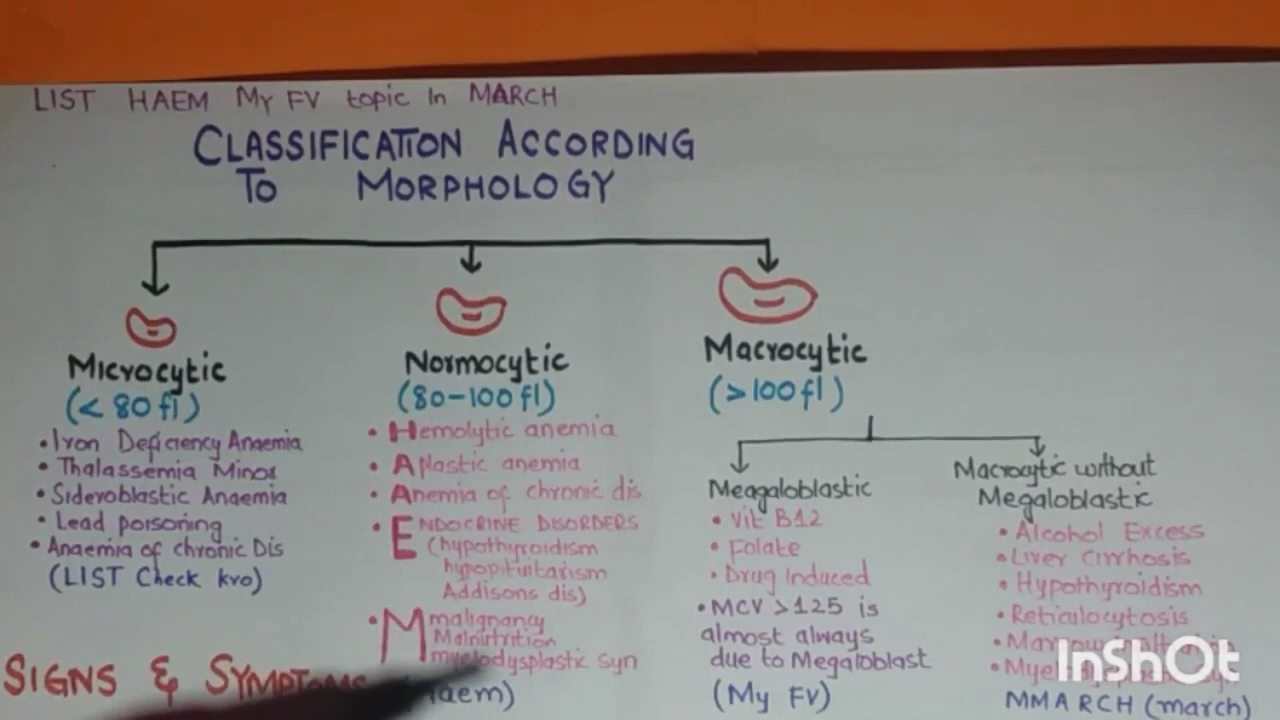 LIST HAEM My FV topic In MARCH
CLASSIFICATION ACCORDING
TO MORPHOLOGY
Microcytic
(< 80 fl)
• Iron Deficiency Anaemia
• Thalassemia Minor
• Sideroblastic Anaemia
• Lead poisoning
• Anaemia of chronic Dis
(LIST Check kro)
Normocytic
(80-100 fl)
• Hemolytic anemia
• Aplastic anemia
• Anemia of chronic dis
• ENDOCRINE DISORDERS
(hypothyroidism
hypopituitarism
Addisons dis)
• Mmalignancy
Malnutrition
myelodysplastic syn
Macrocytic
(>100 fl)
Meagaloblastic
• Vit B12
• Folate
• Drug Induced
• MCV >125 is
almost always
due to Megaloblast
(My FV)
Macrocytic without
Megaloblastic
• Alcohol Excess
• Liver Cirrhosis
• Hypothyroidism
• Reticulocytosis
MMARCH (march)
SIGNS & SYMPTOMS
InShOt